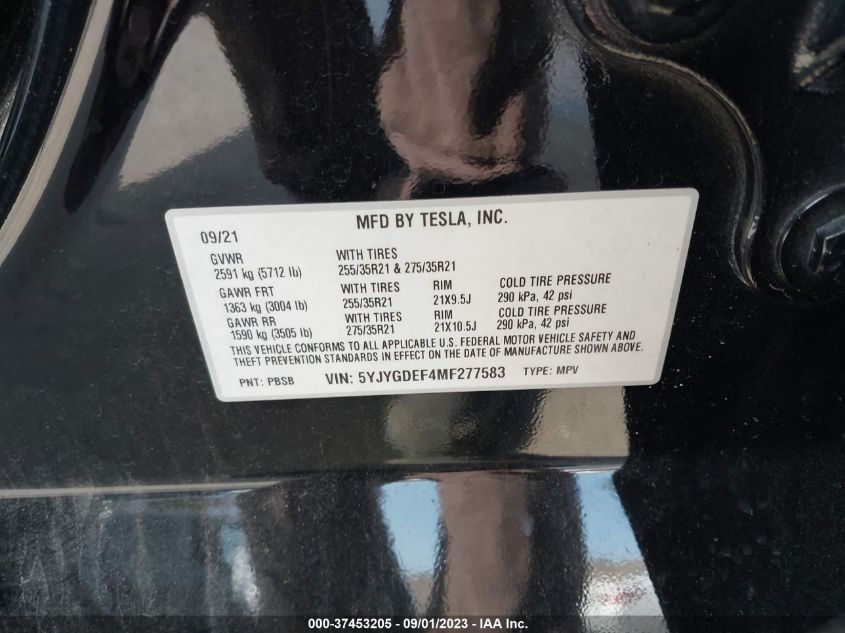 MFD BY TESLA, INC.
09/21
GVWR WITH TIRES
2591 kg (5712 lb) 255/35R21 & 275/35R21
GAWR FRT WITH TIRES RIM COLD TIRE PRESSURE
1363 kg (3004 lb) 255/35R21 21X9.5J 290 kPa, 42 psi
GAWR RR WITH TIRES RIM COLD TIRE PRESSURE
1590 kg (3505 lb) 275/35R21 21X10.5J 290 kPa, 42 psi
THIS VEHICLE CONFORMS TO ALL APPLICABLE U.S. FEDERAL MOTOR VEHICLE SAFETY AND
THEFT PREVENTION STANDARDS IN EFFECT ON THE DATE OF MANUFACTURE SHOWN ABOVE.
PNT: PBSB VIN: 5YJYGDEF4MF277583 TYPE: MPV
000-37453205 - 09/01/2023 - IAA Inc.